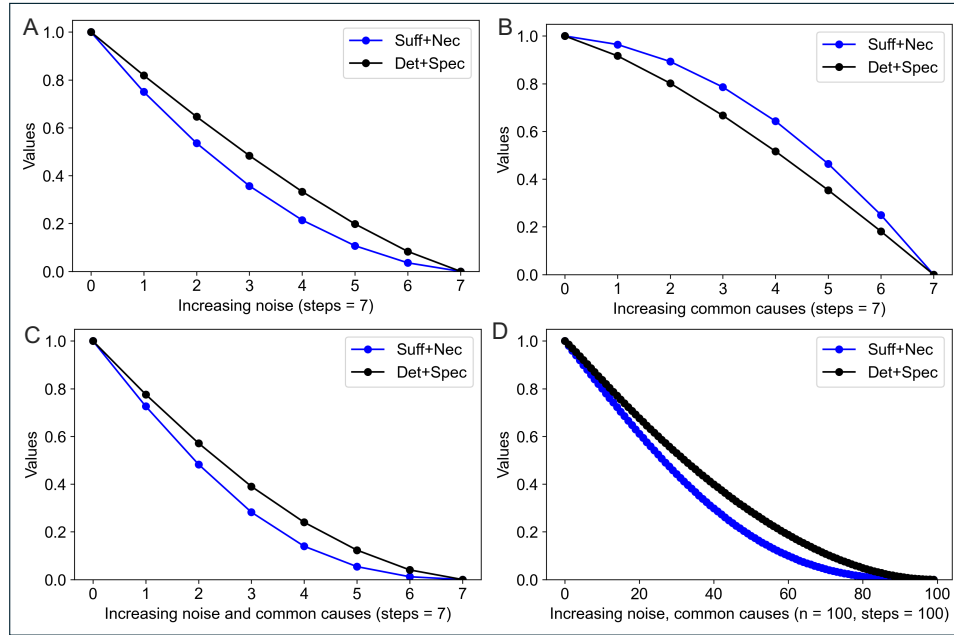 A
1.0
0.8
0.6
0.4
0.2
0.0
Values
Suff+Nec
Det+Spec
0 1 2 3 4 5 6 7
Increasing noise (steps = 7)
B
1.0
0.8
0.6
0.4
0.2
0.0
Values
Suff+Nec
Det+Spec
0 1 2 3 4 5 6 7
Increasing common causes (steps = 7)
C
1.0
0.8
0.6
0.4
0.2
0.0
Values
Suff+Nec
Det+Spec
0 1 2 3 4 5 6 7
Increasing noise and common causes (steps = 7)
D
1.0
0.8
0.6
0.4
0.2
0.0
Values
Suff+Nec
Det+Spec
0 20 40 60 80 100
Increasing noise, common causes (n = 100, steps = 100)